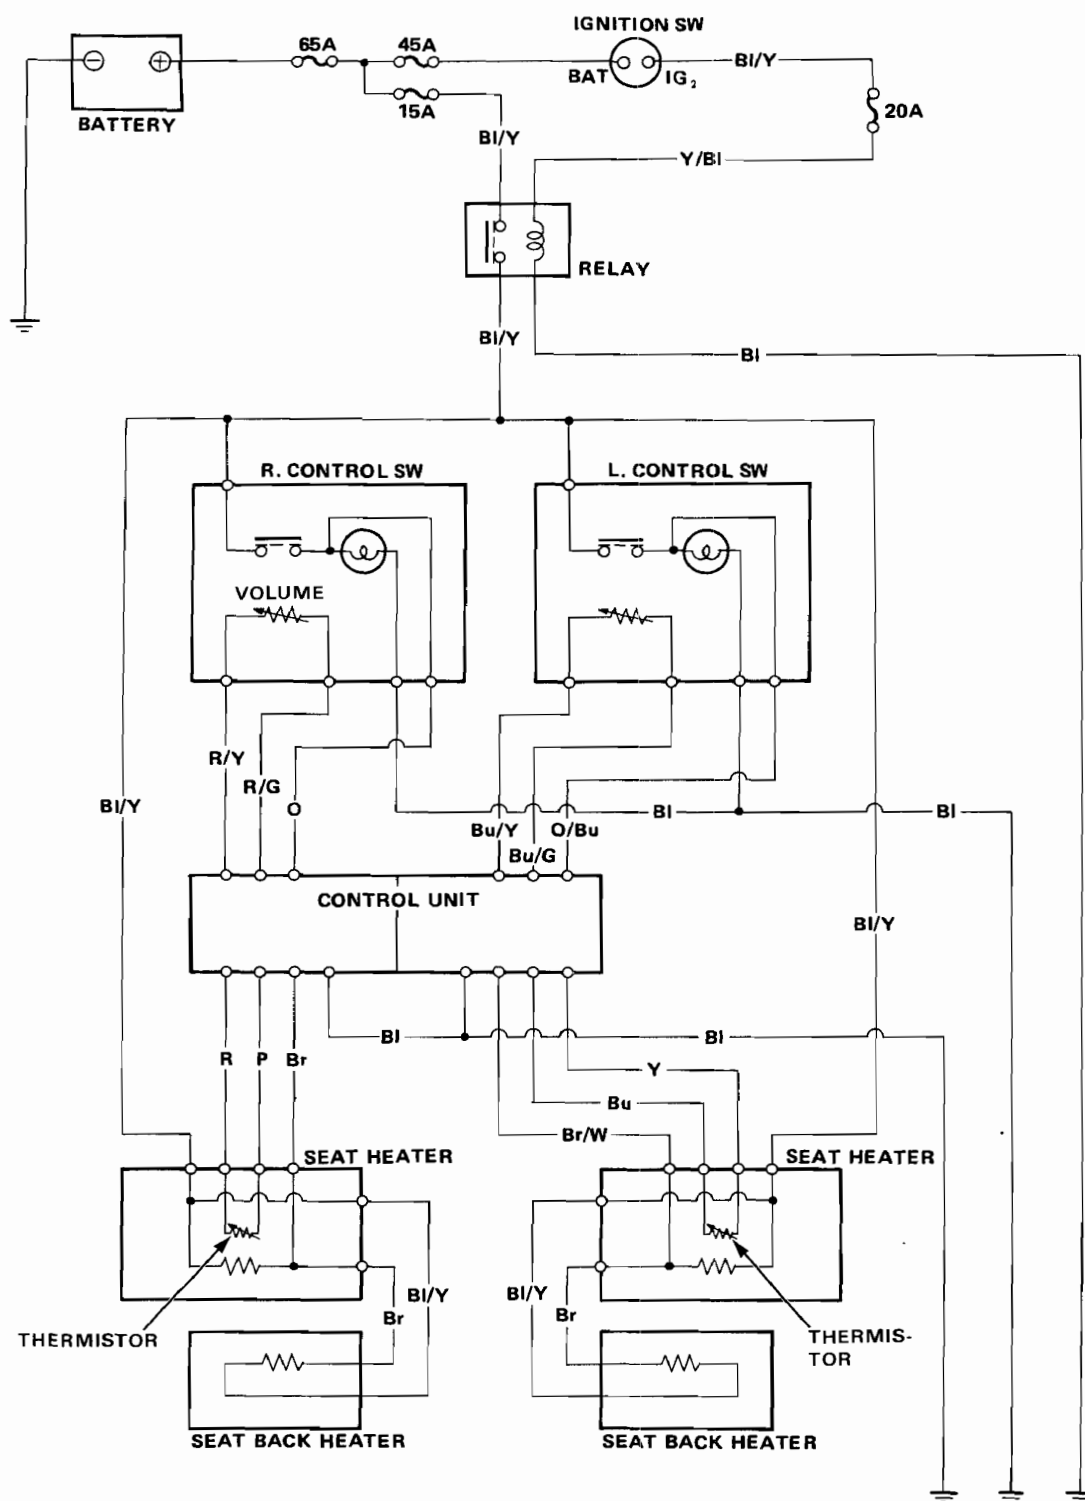 IGNITION SW
65A
45A
BAT
IG2
Bl/Y
BATTERY
15A
20A
Bl/Y
Y/Bl
RELAY
Bl/Y
Bl
R. CONTROL SW
L. CONTROL SW
VOLUME
R/Y
R/G
Bl/Y
O
Bl
Bl
Bu/Y
O/Bu
Bu/G
CONTROL UNIT
Bl/Y
Bl
Bl
R
P
Br
Y
Bu
Br/W
SEAT HEATER
SEAT HEATER
Bl/Y
Bl/Y
Br
Br
THERMISTOR
THERMIS-
TOR
SEAT BACK HEATER
SEAT BACK HEATER